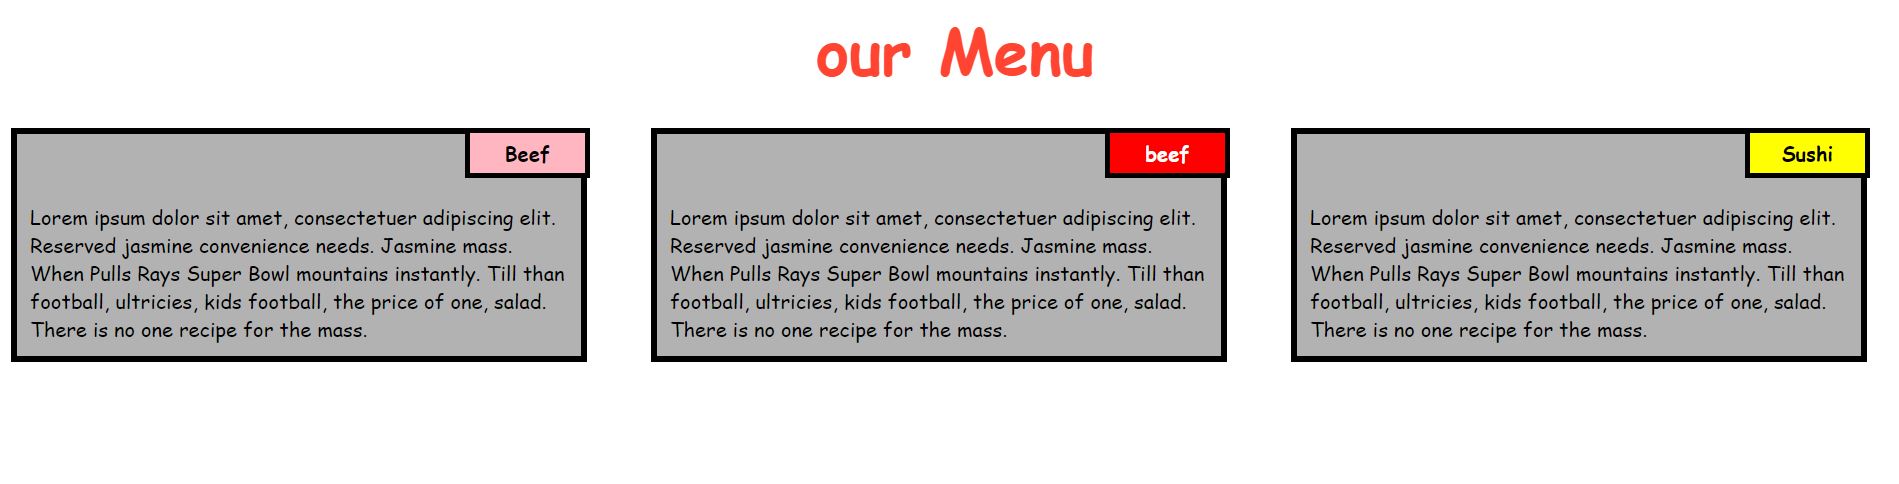 our Menu
Beef
Lorem ipsum dolor sit amet, consectetuer adipiscing elit.
Reserved jasmine convenience needs. Jasmine mass.
When Pulls Rays Super Bowl mountains instantly. Till than
football, ultricies, kids football, the price of one, salad.
There is no one recipe for the mass.
beef
Lorem ipsum dolor sit amet, consectetuer adipiscing elit.
Reserved jasmine convenience needs. Jasmine mass.
When Pulls Rays Super Bowl mountains instantly. Till than
football, ultricies, kids football, the price of one, salad.
There is no one recipe for the mass.
Sushi
Lorem ipsum dolor sit amet, consectetuer adipiscing elit.
Reserved jasmine convenience needs. Jasmine mass.
When Pulls Rays Super Bowl mountains instantly. Till than
football, ultricies, kids football, the price of one, salad.
There is no one recipe for the mass.